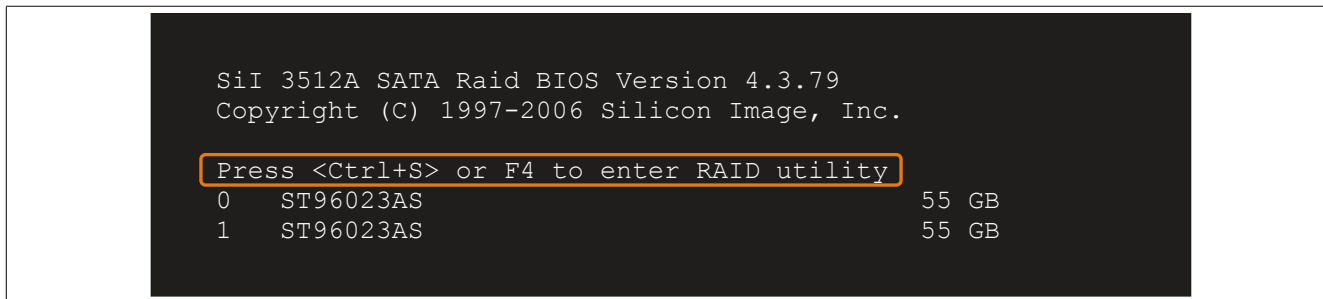 SiI 3512A SATA Raid BIOS Version 4.3.79
Copyright (C) 1997-2006 Silicon Image, Inc.
Press <Ctrl+S> or F4 to enter RAID utility
0 ST96023AS 55 GB
1 ST96023AS 55 GB